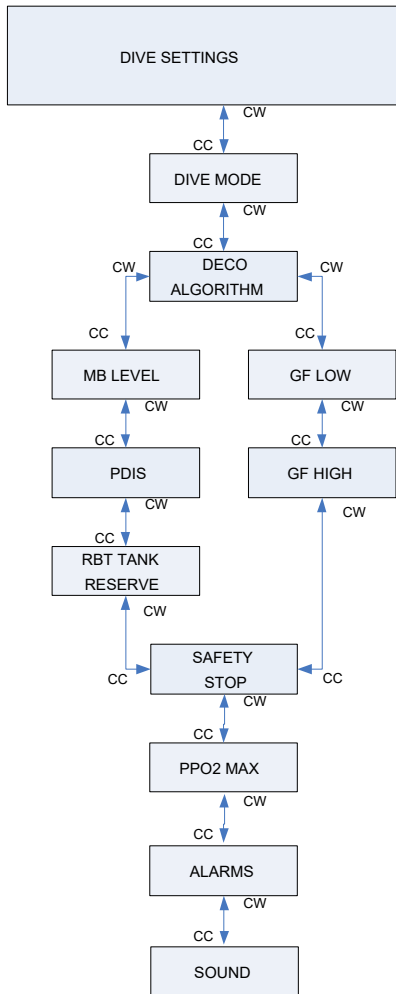 DIVE SETTINGS
CW
CC
DIVE MODE
CW
CC
CW
DECO
ALGORITHM
CW
CC
CC
MB LEVEL
GF LOW
CW
CW
CC
CC
PDIS
GF HIGH
CW
CW
CC
RBT TANK
RESERVE
CW
SAFETY
STOP
CC
CC
CW
CC
PPO2 MAX
CW
CC
ALARMS
CW
CC
SOUND